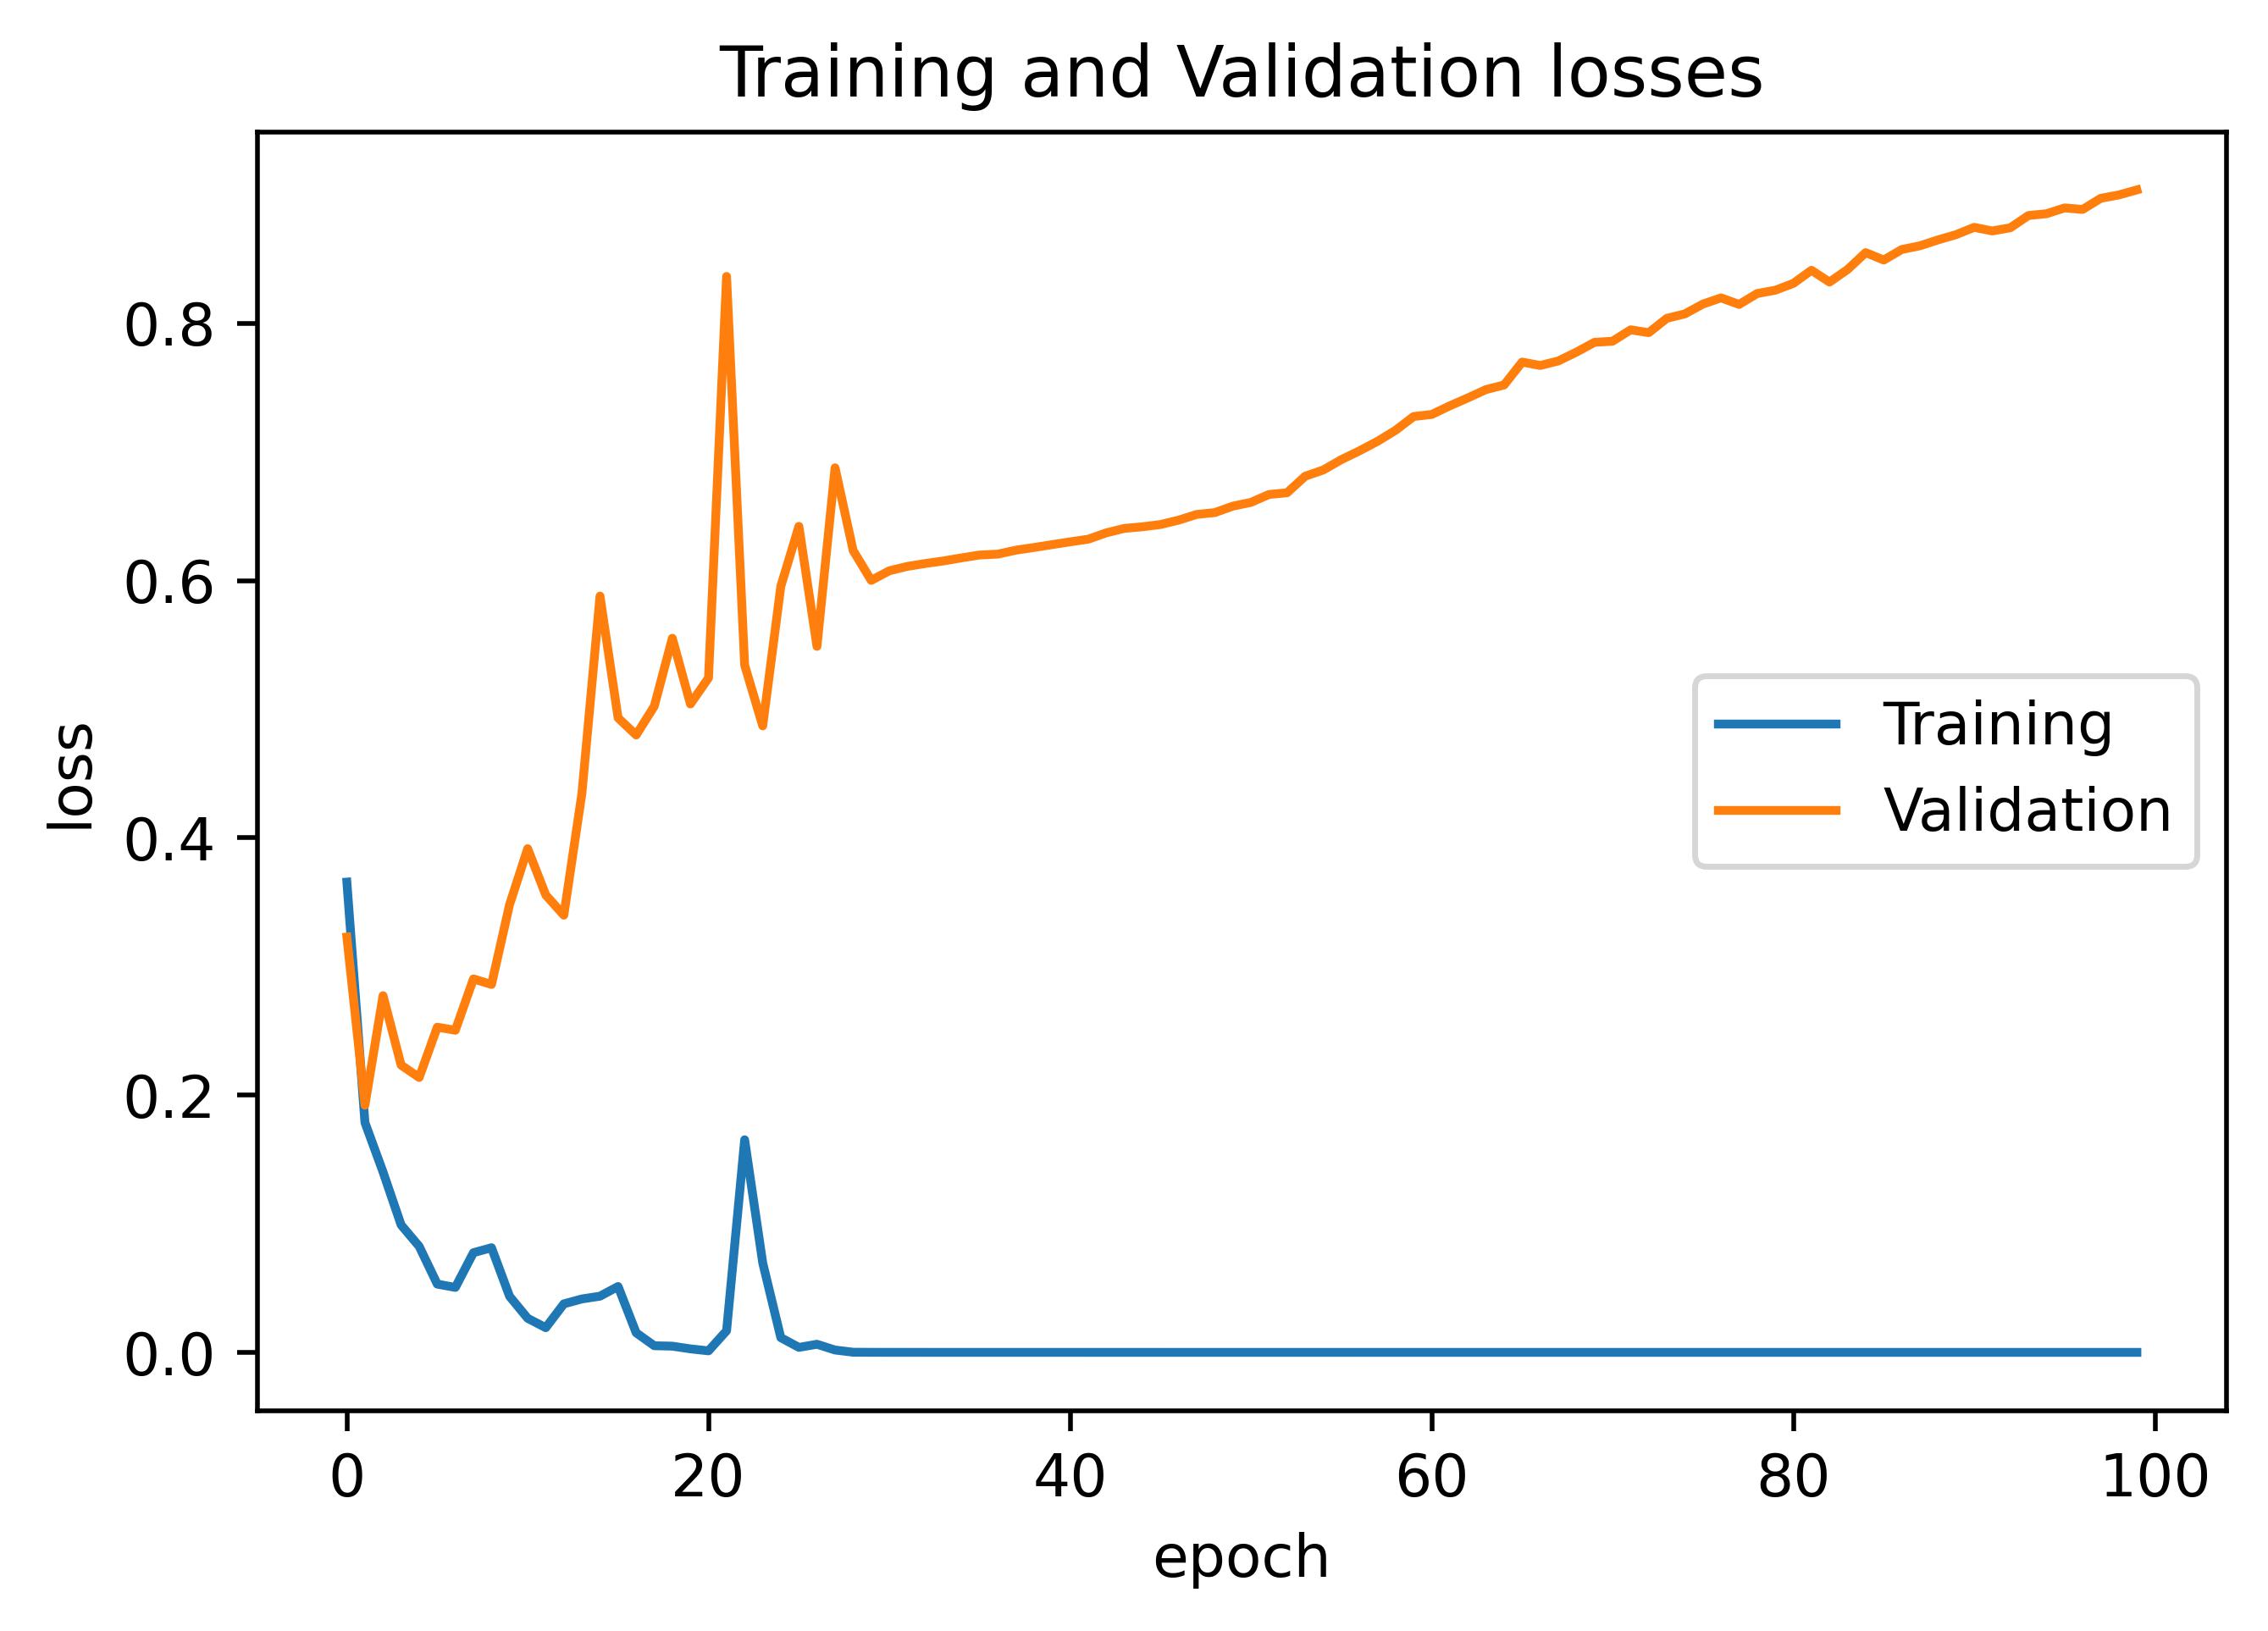 Training and Validation losses
loss
0.8
0.6
0.4
0.2
0.0
Training
Validation
0 20 40 60 80 100
epoch